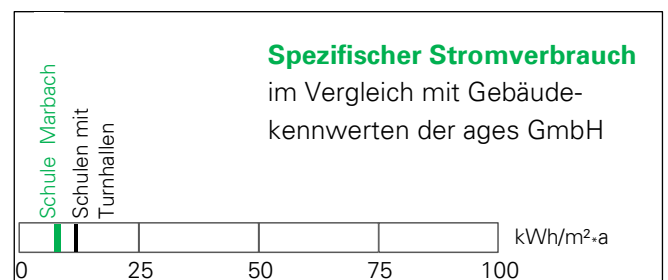 Spezifischer Stromverbrauch
im Vergleich mit Gebäude-
kennwerten der ages GmbH
Schule Marbach
Schulen mit
Turnhallen
kWh/m²*a
0 25 50 75 100